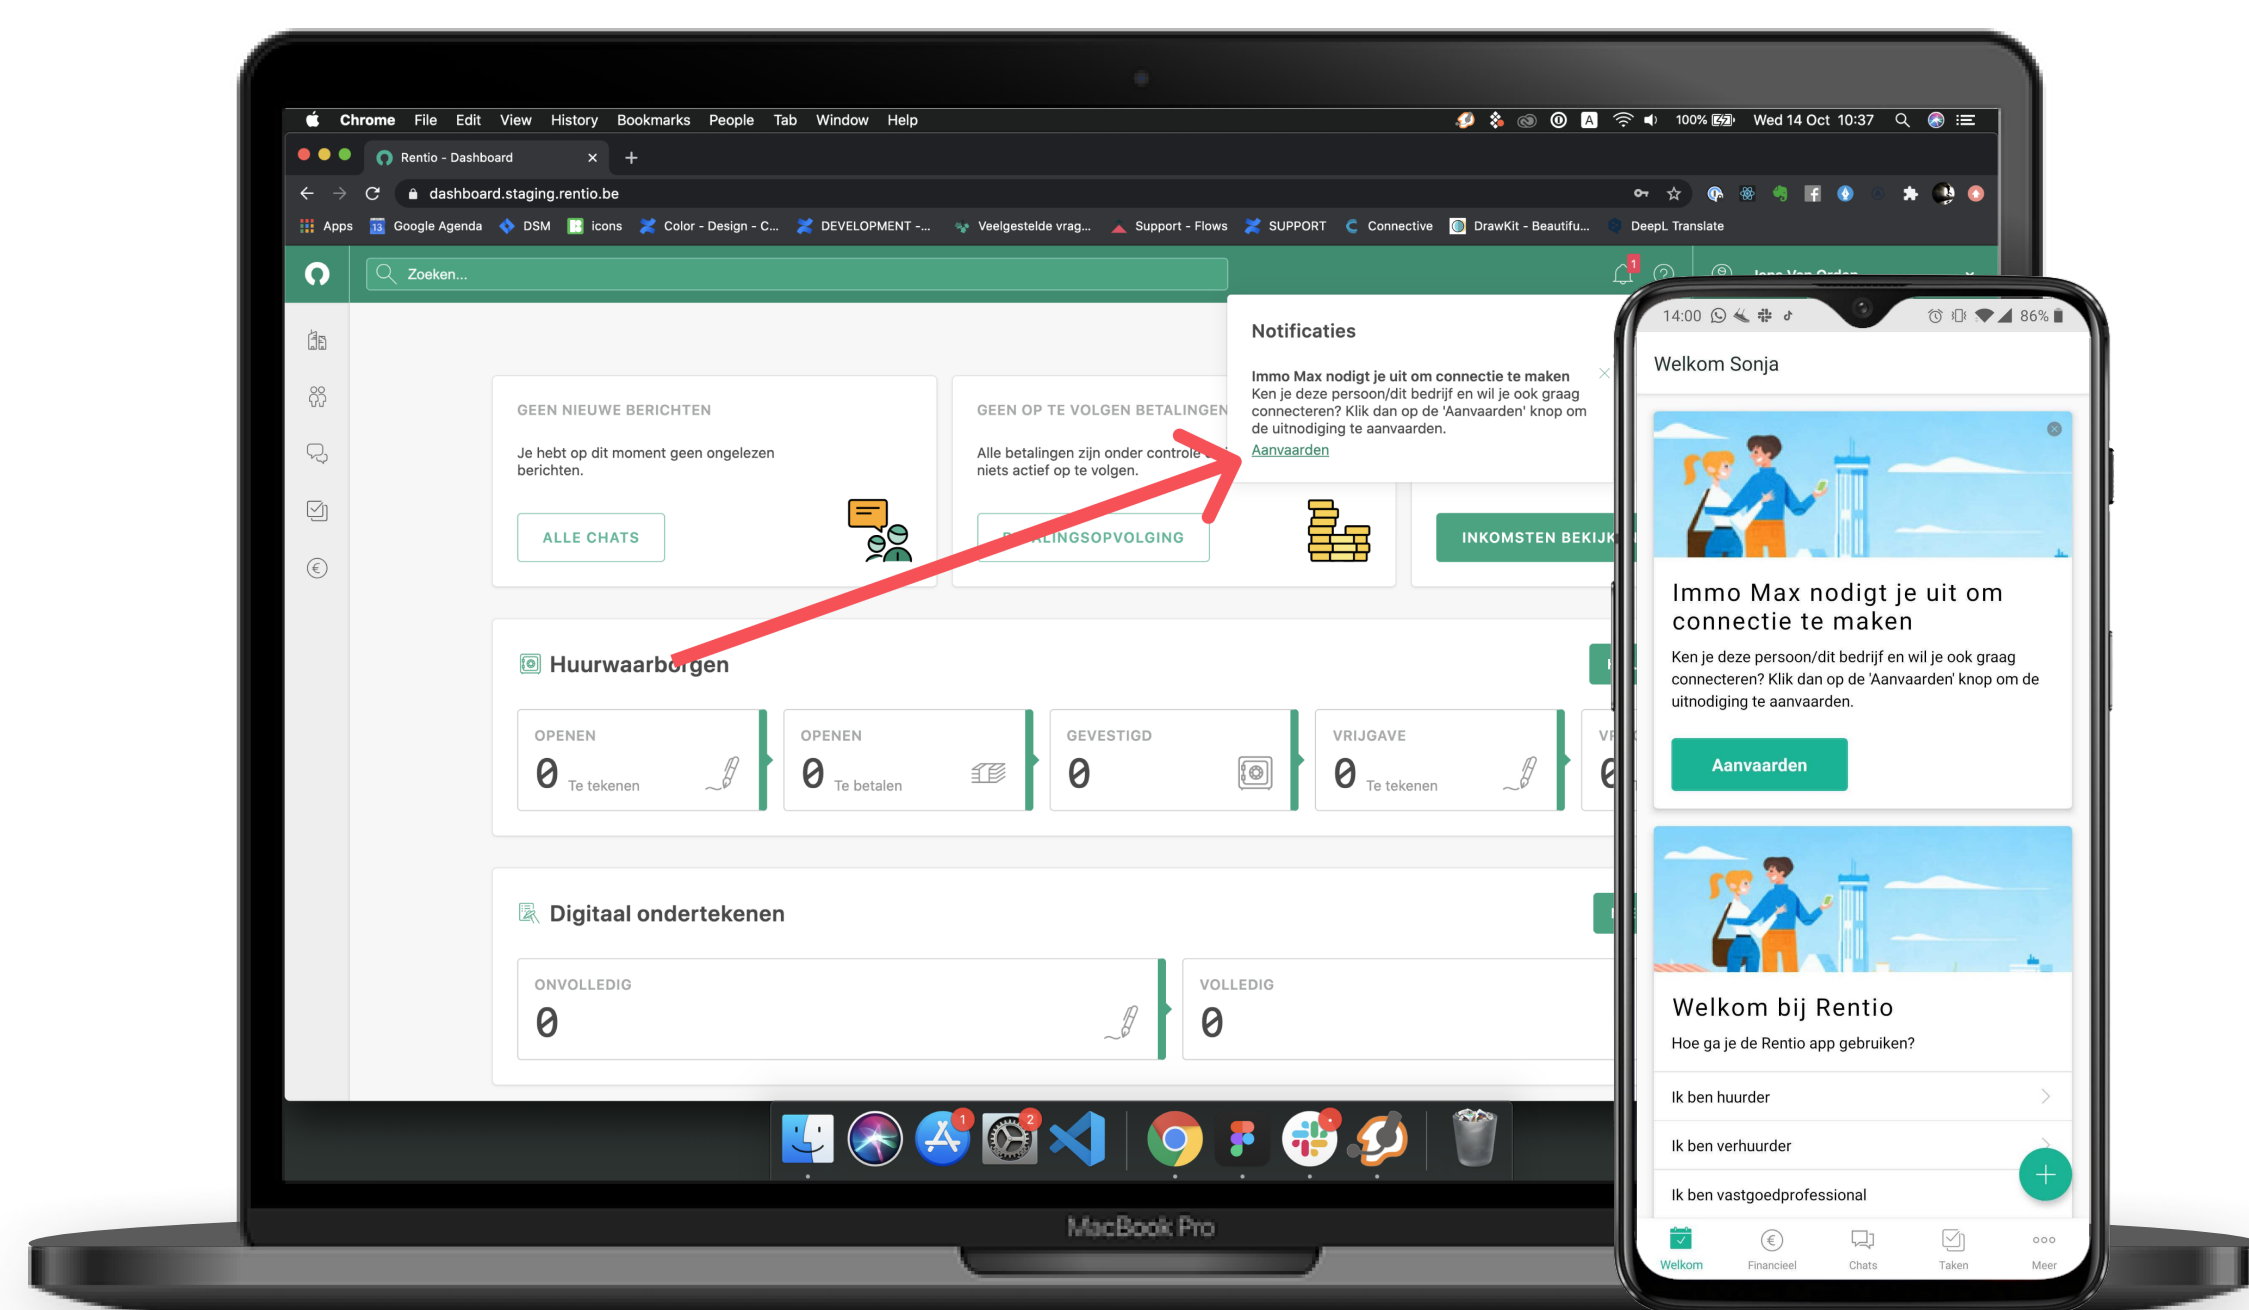 Chrome File Edit View History Bookmarks People Tab Window Help
A 100% Wed 14 Oct 10:37
Rentio - Dashboard
dashboard.staging.rentio.be
Apps 13 Google Agenda DSM icons Color - Design - C... DEVELOPMENT -... Veelgestelde vrag... Support - Flows SUPPORT Connective DrawKit - Beautifu... DeepL Translate
Zoeken...
1
Notificaties
Immo Max nodigt je uit om connectie te maken
Ken je deze persoon/dit bedrijf en wil je ook graag
connecteren? Klik dan op de 'Aanvaarden' knop om
de uitnodiging te aanvaarden.
Aanvaarden
GEEN NIEUWE BERICHTEN
Je hebt op dit moment geen ongelezen
berichten.
ALLE CHATS
GEEN OP TE VOLGEN BETALINGEN
Alle betalingen zijn onder controle
niets actief op te volgen.
INKOMSTEN
Huurwaarborgen
OPENEN
0 Te tekenen
OPENEN
0 Te betalen
GEVESTIGD
0
VRIJGAVE
0 Te tekenen
Digitaal ondertekenen
ONVOLLEDIG
0
VOLLEDIG
0
1
2
MacBook Pro
14:00 86%
Welkom Sonja
Immo Max nodigt je uit om
connectie te maken
Ken je deze persoon/dit bedrijf en wil je ook graag
connecteren? Klik dan op de 'Aanvaarden' knop om de
uitnodiging te aanvaarden.
Aanvaarden
Welkom bij Rentio
Hoe ga je de Rentio app gebruiken?
Ik ben huurder
Ik ben verhuurder
Ik ben vastgoedprofessional
Welkom Financieel Chats Taken Meer